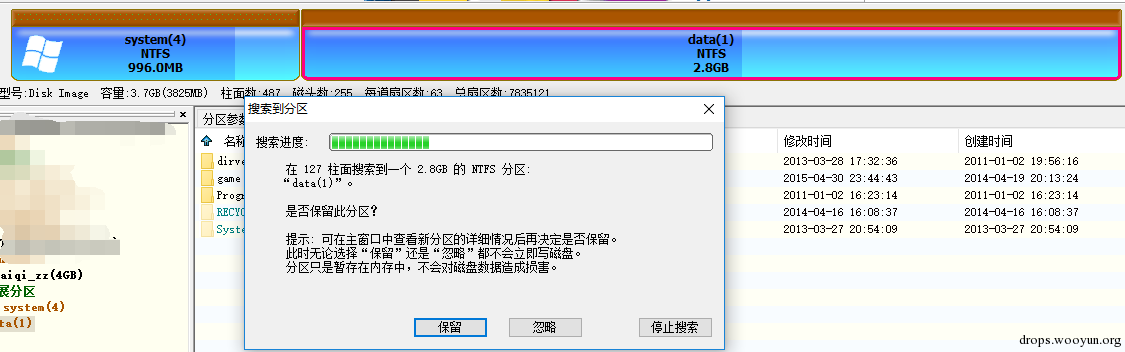 system(4)
NTFS
996.0MB
data(1)
NTFS
2.8GB
型号:Disk Image 容量:3.7GB(3825MB) 柱面数:487 磁头数:255 每道扇区数:63 总扇区数:7835121
搜索到分区
搜索进度:
在 127 柱面搜索到一个 2.8GB 的 NTFS 分区:
“data(1)”。
是否保留此分区?
提示: 可在主窗口中查看新分区的详细情况后再决定是否保留。
此时无论选择“保留”还是“忽略”都不会立即写磁盘。
分区只是暂存在内存中，不会对磁盘数据造成损害。
保留
忽略
停止搜索
分区参数
名称
修改时间
创建时间
dirve
2013-03-28 17:32:36
2011-01-02 19:56:16
game
2015-04-30 23:44:43
2014-04-19 20:13:24
Progr
2011-01-02 16:23:14
2011-01-02 16:23:14
RECYC
2014-04-16 16:08:37
2014-04-16 16:08:37
Syste
2013-03-27 20:54:09
2013-03-27 20:54:09
aiqi_zz(4GB)
展分区
system(4)
ta(1)
drops.wooyun.org